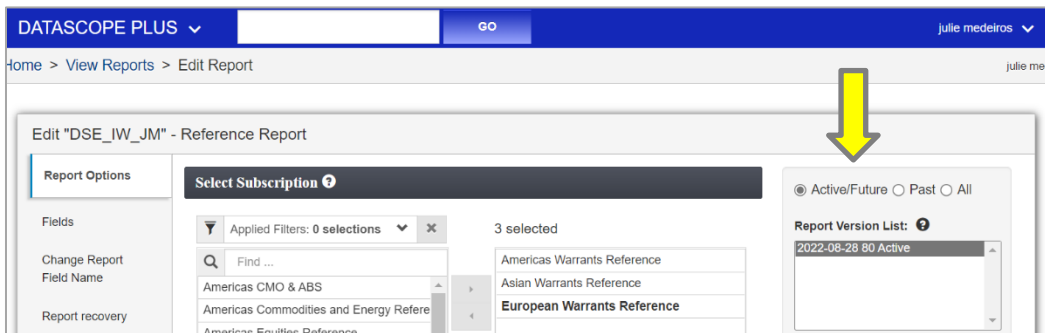 DATASCOPE PLUS
GO
julie medeiros
Home > View Reports > Edit Report
julie me
Edit "DSE_IW_JM" - Reference Report
Report Options
Select Subscription ?
Active/Future Past All
Fields
Applied Filters: 0 selections
3 selected
Report Version List: ?
Change Report
Field Name
Find ...
Americas Warrants Reference
2022-08-28 80 Active
Americas CMO & ABS
Asian Warrants Reference
Americas Commodities and Energy Refere
European Warrants Reference
Report recovery
Americas Equities Reference